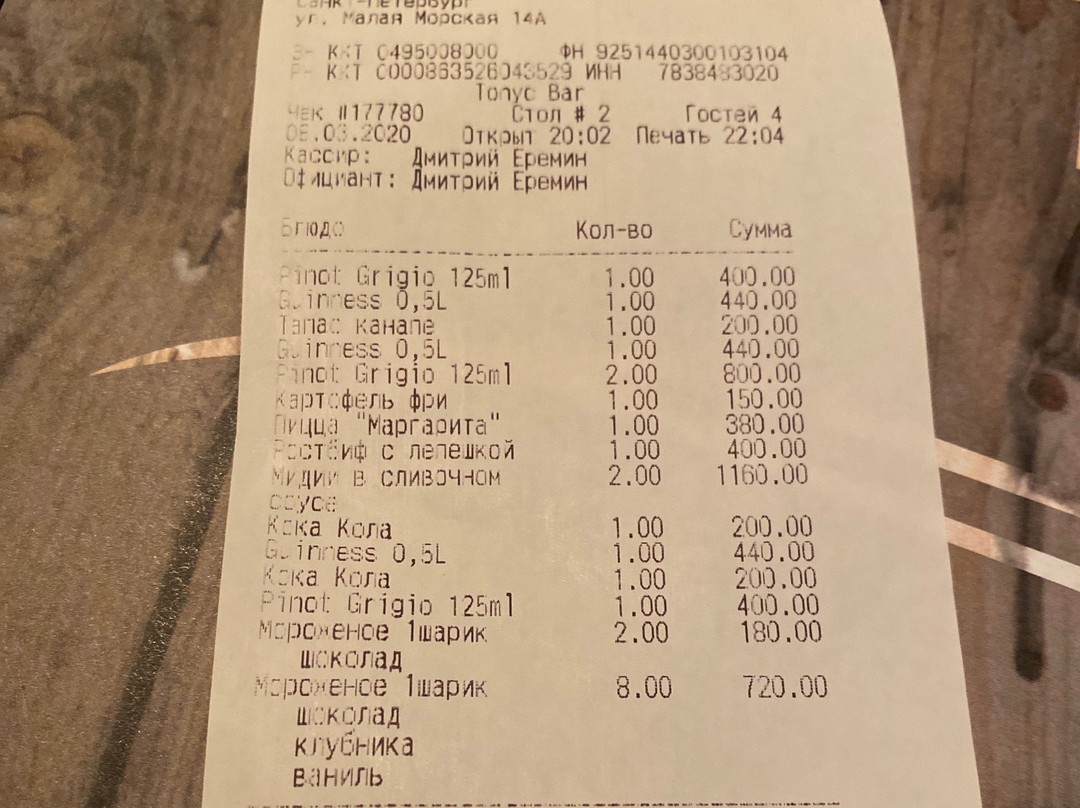 Санкт-Петербург
ул. Малая Морская 14А
З- ККТ 0495008000 ФН 9251440300103104
Р- ККТ 0000863526043529 ИНН 7838483020
Tonyc Bar
Чек #177780 Стол # 2 Гостей 4
08.03.2020 Открыт 20:02 Печать 22:04
Кассир: Дмитрий Еремин
Официант: Дмитрий Еремин
Блюдо Кол-во Сумма
Pinot Grigio 125ml 1.00 400.00
Guinness 0,5L 1.00 440.00
Тапас канапе 1.00 200.00
Guinness 0,5L 1.00 440.00
Pinot Grigio 125ml 2.00 800.00
Картофель фри 1.00 150.00
Пицца "Маргарита" 1.00 380.00
Ростбиф с лепешкой 1.00 400.00
Мидии в сливочном 2.00 1160.00
соусе
Кока Кола 1.00 200.00
Guinness 0,5L 1.00 440.00
Кока Кола 1.00 200.00
Pinot Grigio 125ml 1.00 400.00
Мороженое 1шарик 2.00 180.00
шоколад
Мороженое 1шарик 8.00 720.00
шоколад
клубника
ваниль